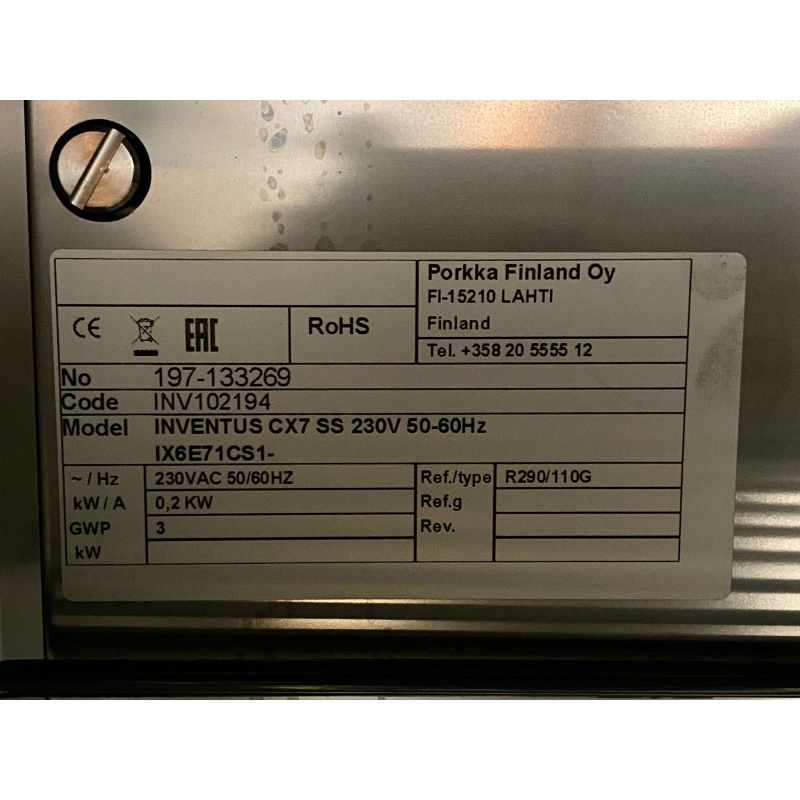 Porkka Finland Oy
FI-15210 LAHTI
Finland
Tel. +358 20 5555 12
CE EAC RoHS
No 197-133269
Code INV102194
Model INVENTUS CX7 SS 230V 50-60Hz
IX6E71CS1-
~ / Hz 230VAC 50/60HZ Ref./type R290/110G
kW / A 0,2 KW Ref.g
GWP 3 Rev.
kW